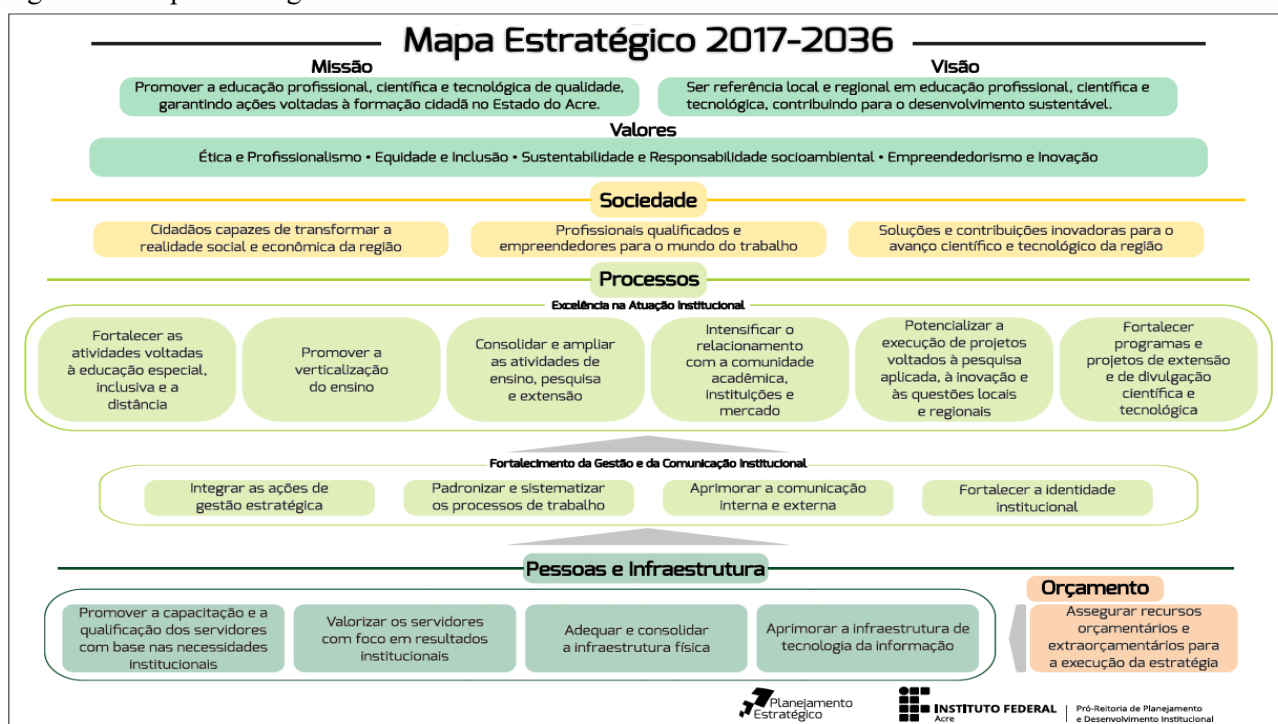 Mapa Estratégico 2017-2036
Missão
Promover a educação profissional, científica e tecnológica de qualidade,
garantindo ações voltadas à formação cidadã no Estado do Acre.
Visão
Ser referência local e regional em educação profissional, científica e
tecnológica, contribuindo para o desenvolvimento sustentável.
Valores
Ética e Profissionalismo • Equidade e Inclusão • Sustentabilidade e Responsabilidade socioambiental • Empreendedorismo e Inovação
Sociedade
Cidadãos capazes de transformar a
realidade social e econômica da região
Profissionais qualificados e
empreendedores para o mundo do trabalho
Soluções e contribuições inovadoras para o
avanço científico e tecnológico da região
Processos
Excelência na Atuação Institucional
Fortalecer as
atividades voltadas
à educação especial,
inclusiva e a
distância
Promover a
verticalização
do ensino
Consolidar e ampliar
as atividades de
ensino, pesquisa
e extensão
Intensificar o
relacionamento
com a comunidade
acadêmica,
instituições e
mercado
Potencializar a
execução de projetos
voltados à pesquisa
aplicada, à inovação e
às questões locais
e regionais
Fortalecer
programas e
projetos de extensão
e de divulgação
científica e
tecnológica
Fortalecimento da Gestão e da Comunicação Institucional
Integrar as ações de
gestão estratégica
Padronizar e sistematizar
os processos de trabalho
Aprimorar a comunicação
interna e externa
Fortalecer a identidade
institucional
Pessoas e Infraestrutura
Promover a capacitação e a
qualificação dos servidores
com base nas necessidades
institucionais
Valorizar os servidores
com foco em resultados
institucionais
Adequar e consolidar
a infraestrutura física
Aprimorar a infraestrutura de
tecnologia da informação
Orçamento
Assegurar recursos
orçamentários e
extraorçamentários para
a execução da estratégia
Planejamento
Estratégico
INSTITUTO FEDERAL
Acre
Pró-Reitoria de Planejamento
e Desenvolvimento Institucional